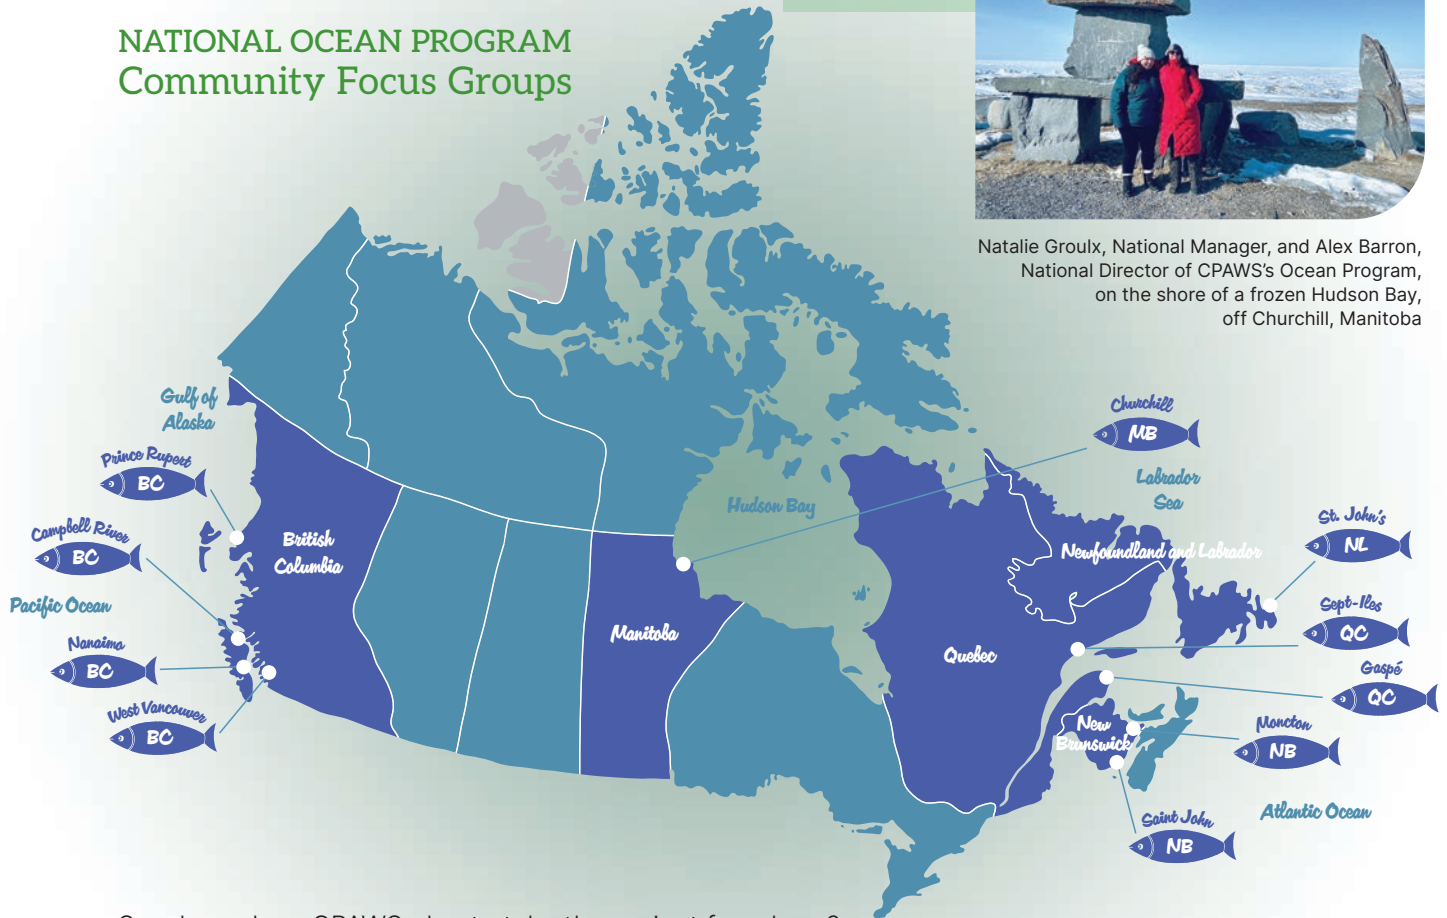 NATIONAL OCEAN PROGRAM
Community Focus Groups
Natalie Groulx, National Manager, and Alex Barron,
National Director of CPAWS's Ocean Program,
on the shore of a frozen Hudson Bay,
off Churchill, Manitoba
Gulf of
Alaska
Prince Rupert
BC
Campbell River
BC
Pacific Ocean
Nanaimo
BC
West Vancouver
BC
British
Columbia
Manitoba
Hudson Bay
Churchill
MB
Labrador
Sea
Newfoundland and Labrador
St. John's
NL
Sept-Iles
QC
Quebec
Gaspé
QC
New
Brunswick
Moncton
NB
Atlantic Ocean
Saint John
NB